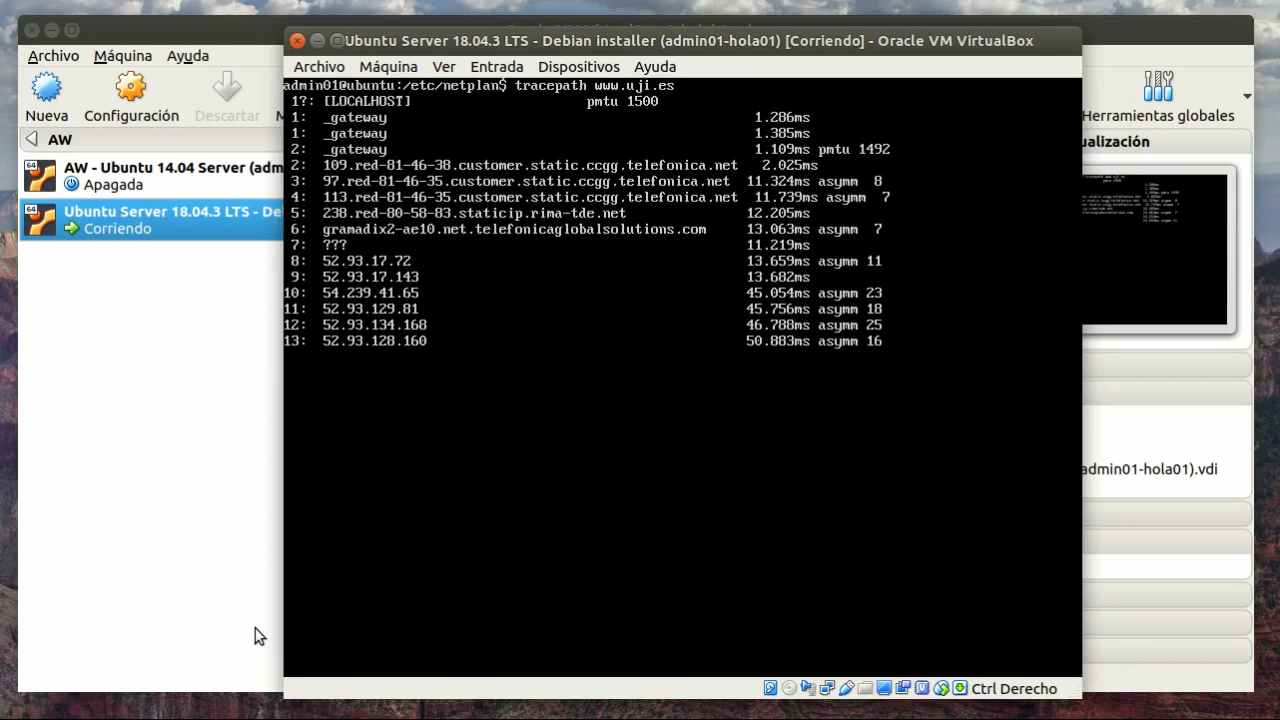 Ubuntu Server 18.04.3 LTS - Debian installer (admin01-hola01) [Corriendo] - Oracle VM VirtualBox
Archivo Máquina Ayuda
Archivo Máquina Ver Entrada Dispositivos Ayuda
Nueva Configuración Descartar
Herramientas globales
AW
AW - Ubuntu 14.04 Server (adm
Apagada
Ubuntu Server 18.04.3 LTS - De
Corriendo
admin01@ubuntu:/etc/netplan$ tracepath www.uji.es
1?: [LOCALHOST] pmtu 1500
1: _gateway 1.286ms
1: _gateway 1.385ms
2: _gateway 1.109ms pmtu 1492
2: 109.red-81-46-38.customer.static.ccgg.telefonica.net 2.025ms
3: 97.red-81-46-35.customer.static.ccgg.telefonica.net 11.324ms asymm 8
4: 113.red-81-46-35.customer.static.ccgg.telefonica.net 11.739ms asymm 7
5: 238.red-80-58-83.staticip.rima-tde.net 12.205ms
6: gramadix2-ae10.net.telefonicaglobalsolutions.com 13.063ms asymm 7
7: ??? 11.219ms
8: 52.93.17.72 13.659ms asymm 11
9: 52.93.17.143 13.682ms
10: 54.239.41.65 45.054ms asymm 23
11: 52.93.129.81 45.756ms asymm 18
12: 52.93.134.168 46.788ms asymm 25
13: 52.93.128.160 50.883ms asymm 16
ualización
admin01-hola01).vdi
Ctrl Derecho